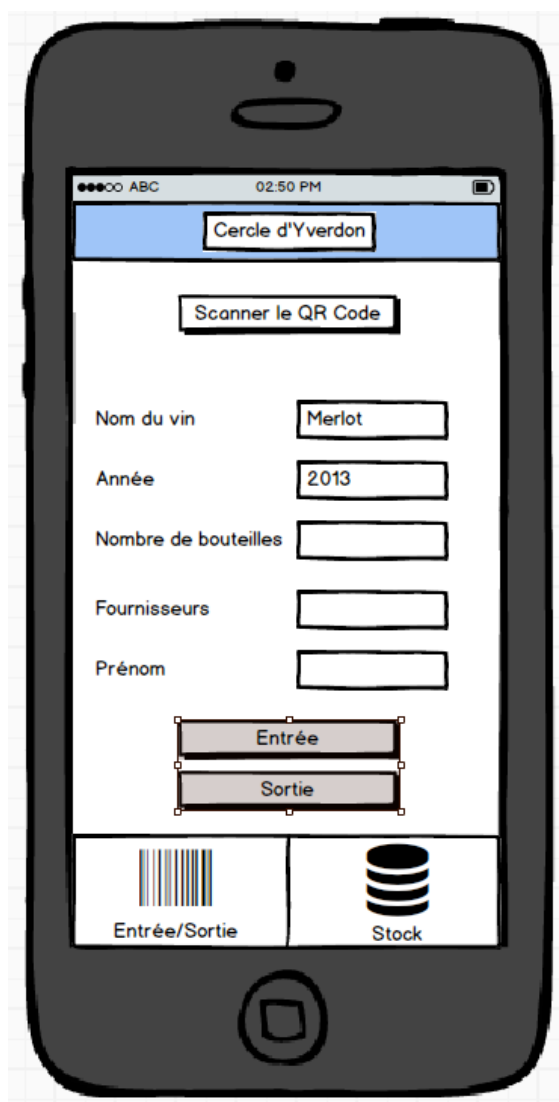 ABC 02:50 PM
Cercle d'Yverdon
Scanner le QR Code
Nom du vin Merlot
Année 2013
Nombre de bouteilles
Fournisseurs
Prénom
Entrée
Sortie
Entrée/Sortie Stock